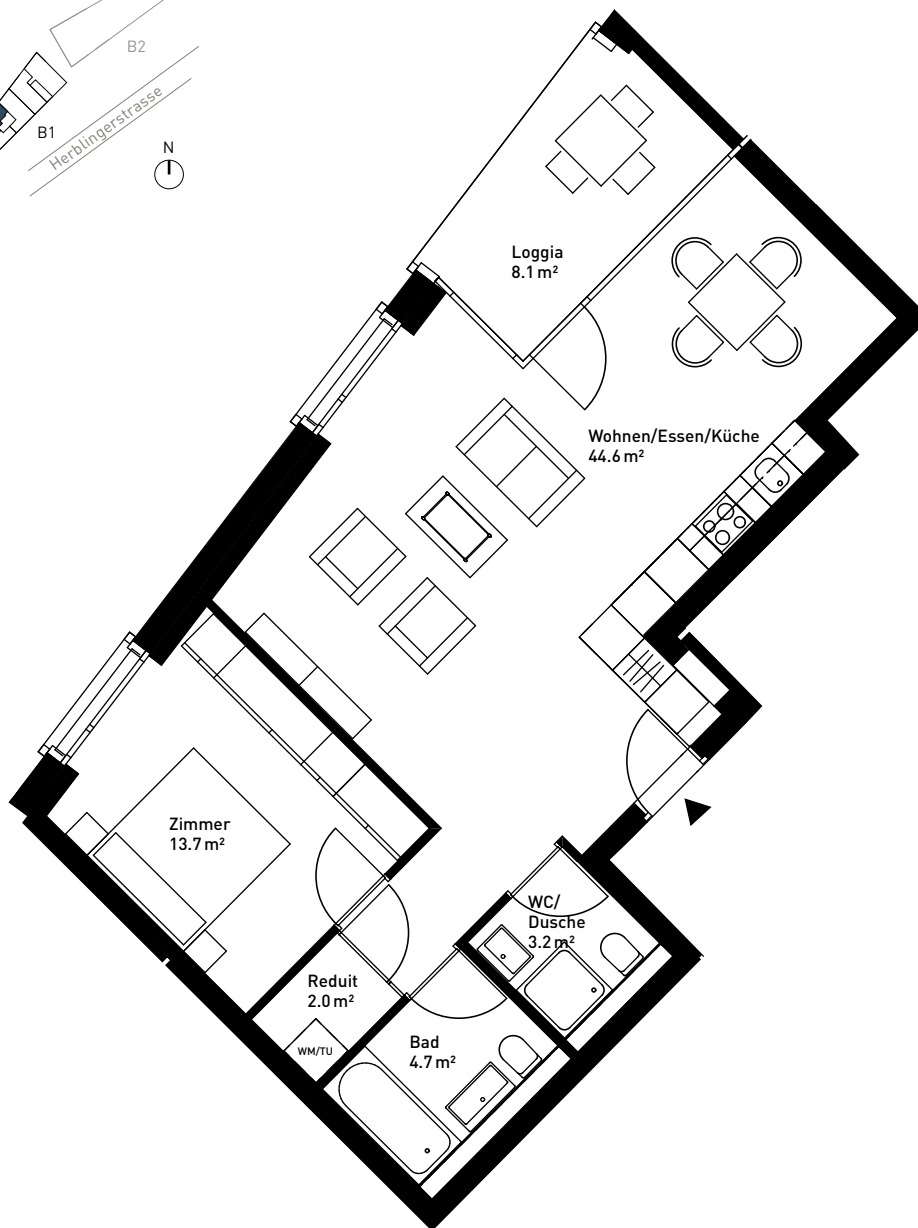 B2
B1
Herblingerstrasse
N
Loggia
8.1 m²
Wohnen/Essen/Küche
44.6 m²
Zimmer
13.7 m²
WC/
Dusche
3.2 m²
Reduit
2.0 m²
WM/TU
Bad
4.7 m²